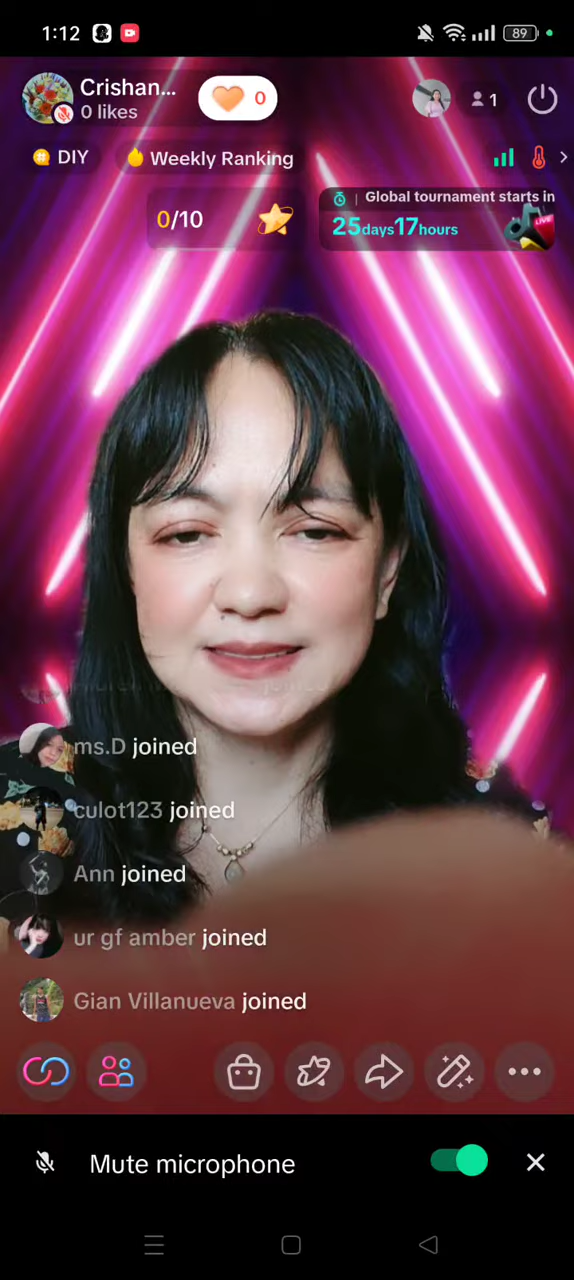 1:12
89
Crishan...
0 likes
0
1
DIY
Weekly Ranking
0/10
Global tournament starts in
25days17hours
LIVE
ms.D joined
culot123 joined
Ann joined
ur gf amber joined
Gian Villanueva joined
Mute microphone